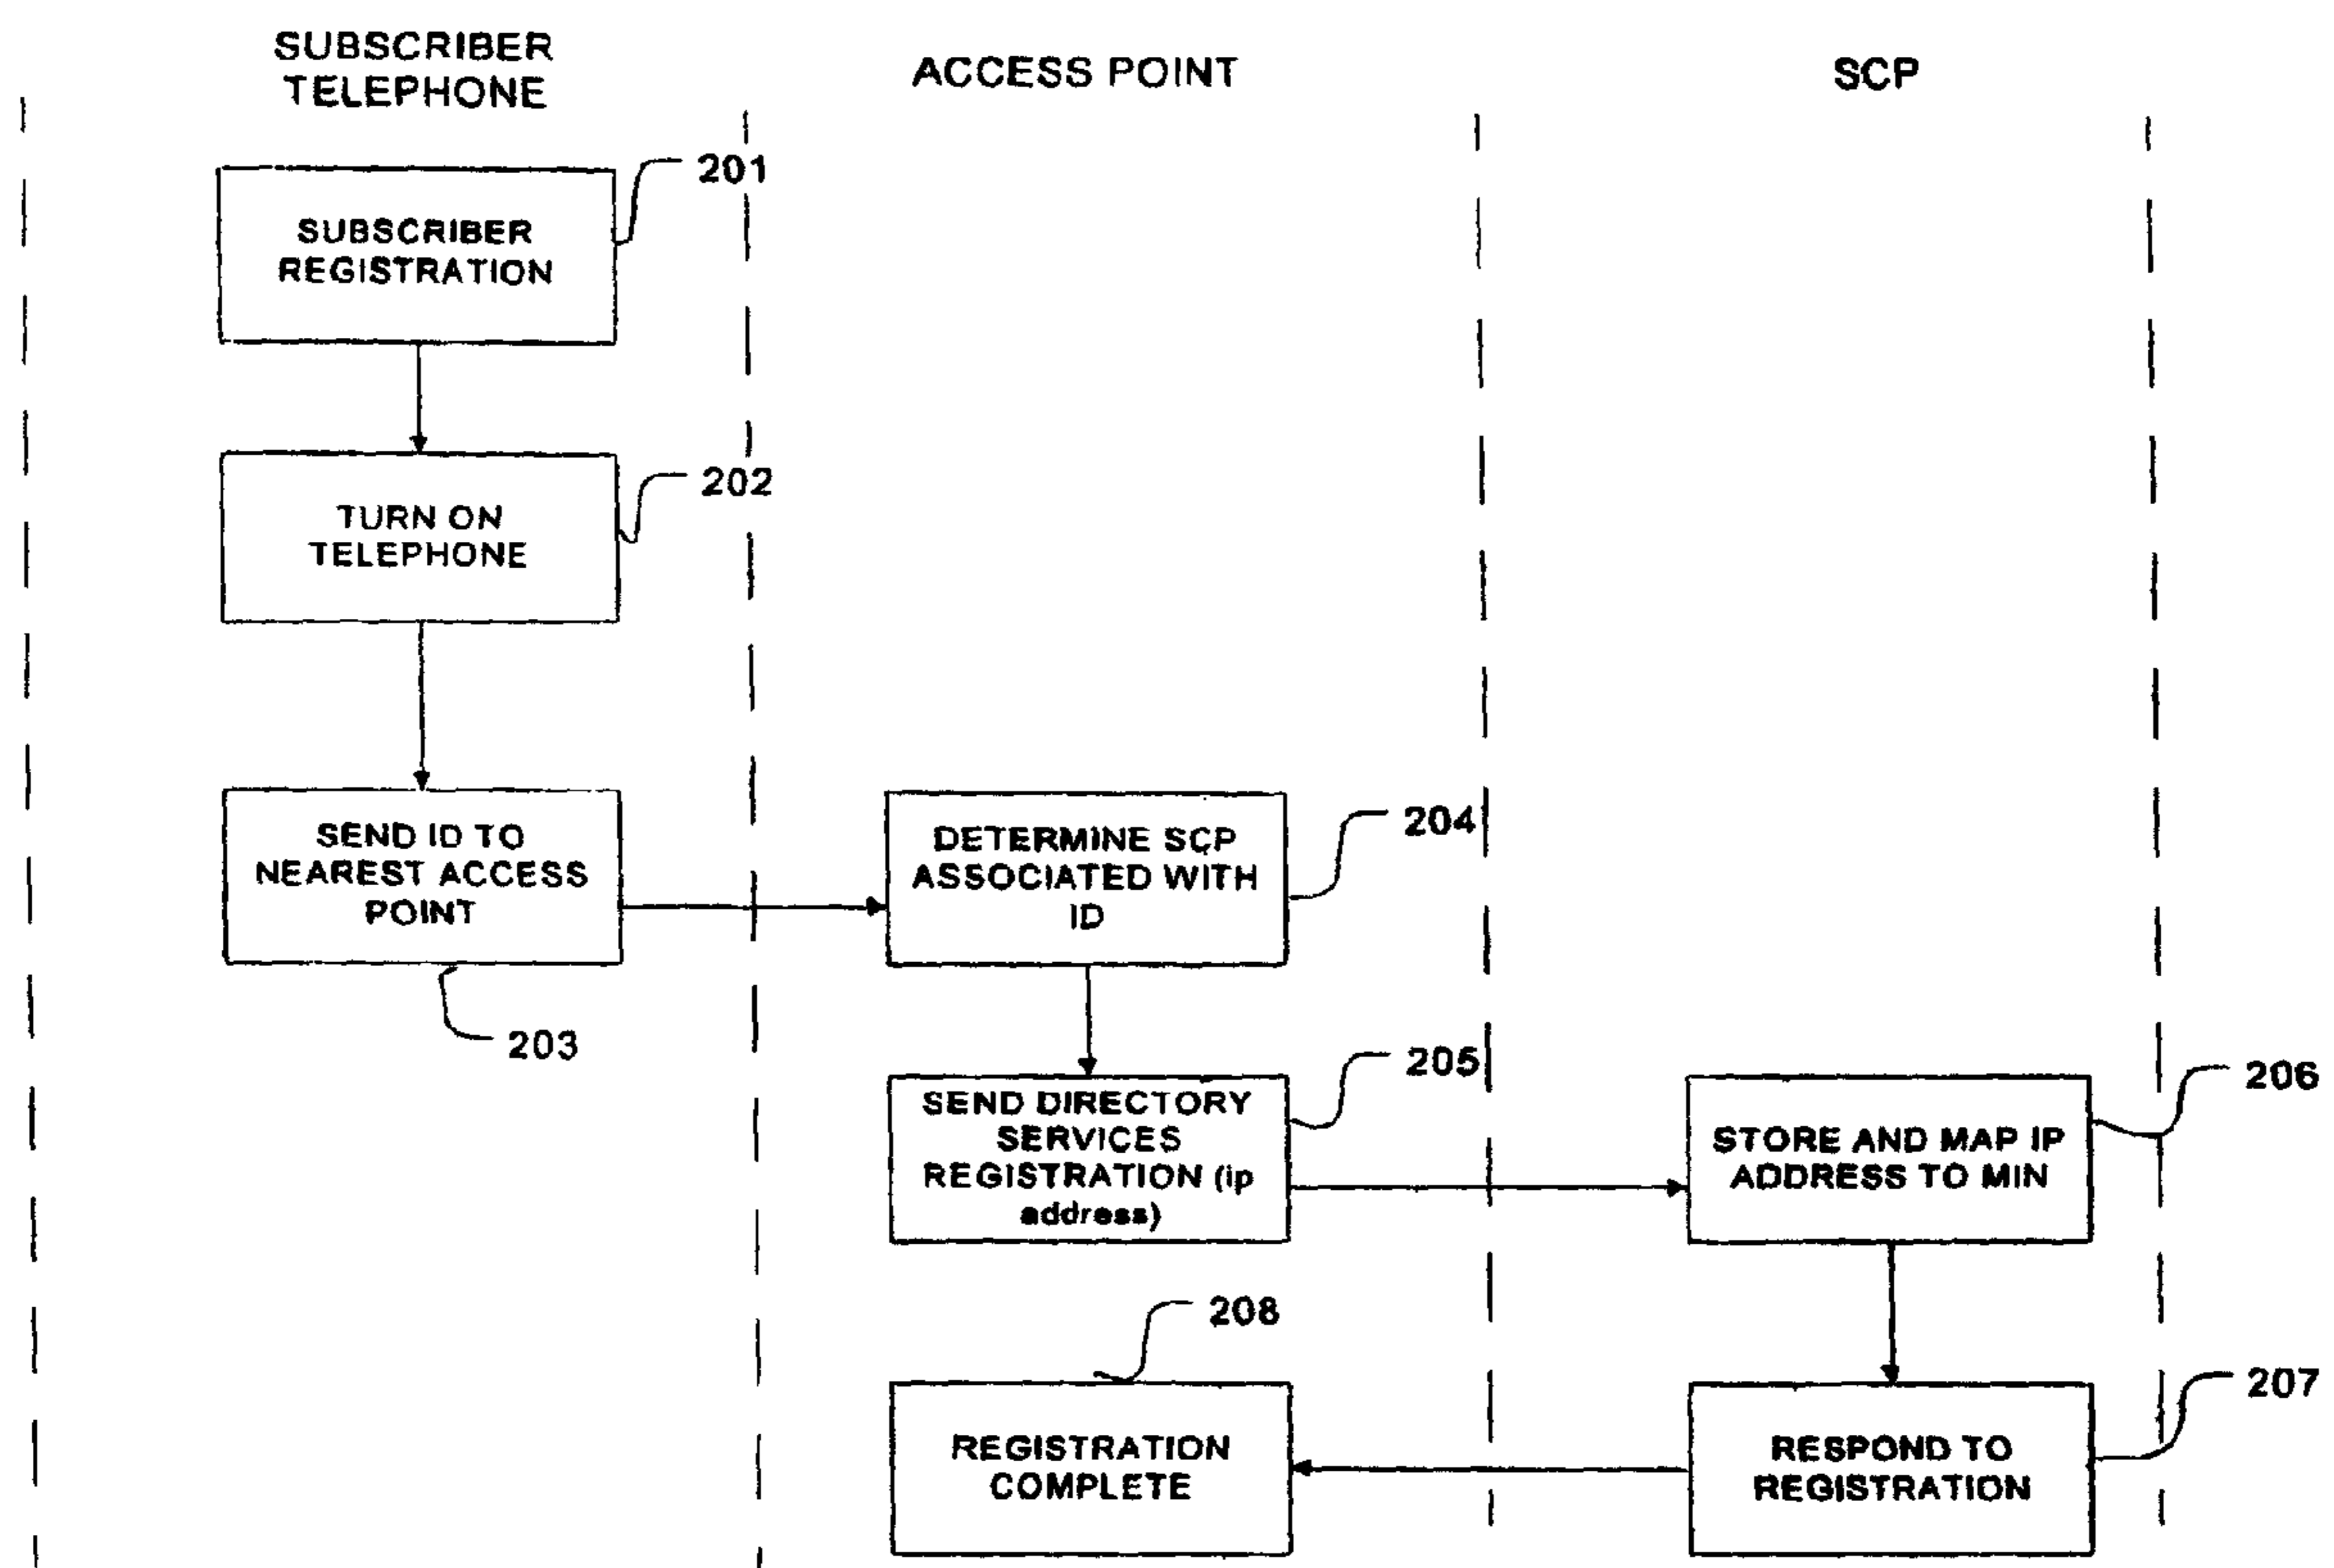 SUBSCRIBER
TELEPHONE
ACCESS POINT
SCP
201
SUBSCRIBER
REGISTRATION
202
TURN ON
TELEPHONE
SEND ID TO
NEAREST ACCESS
POINT
203
204
DETERMINE SCP
ASSOCIATED WITH
ID
205
SEND DIRECTORY
SERVICES
REGISTRATION (ip
address)
206
STORE AND MAP IP
ADDRESS TO MIN
207
RESPOND TO
REGISTRATION
208
REGISTRATION
COMPLETE